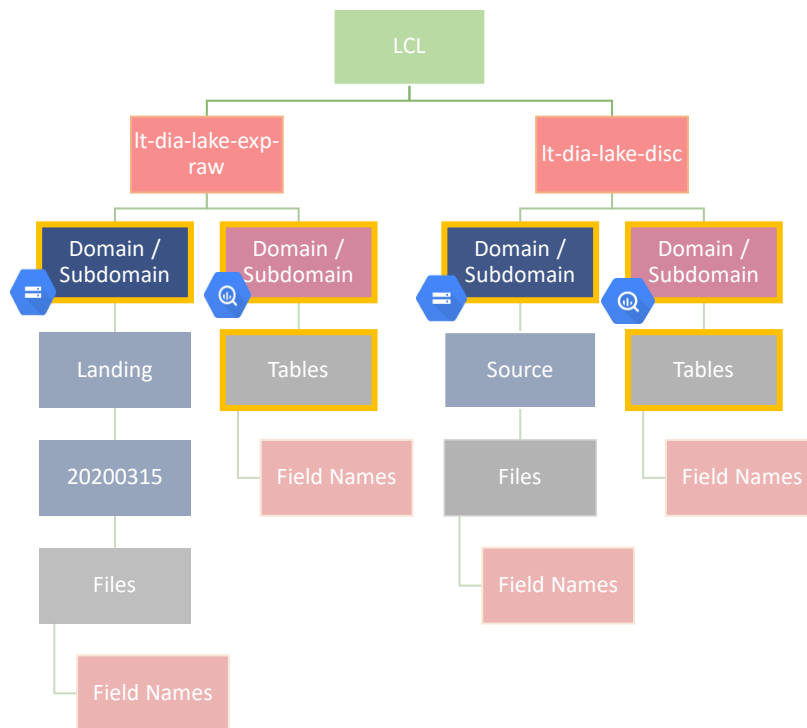 LCL
lt-dia-lake-exp-
raw
lt-dia-lake-disc
Domain /
Subdomain
Domain /
Subdomain
Domain /
Subdomain
Domain /
Subdomain
Landing
Tables
Source
Tables
20200315
Field Names
Files
Field Names
Files
Field Names
Field Names